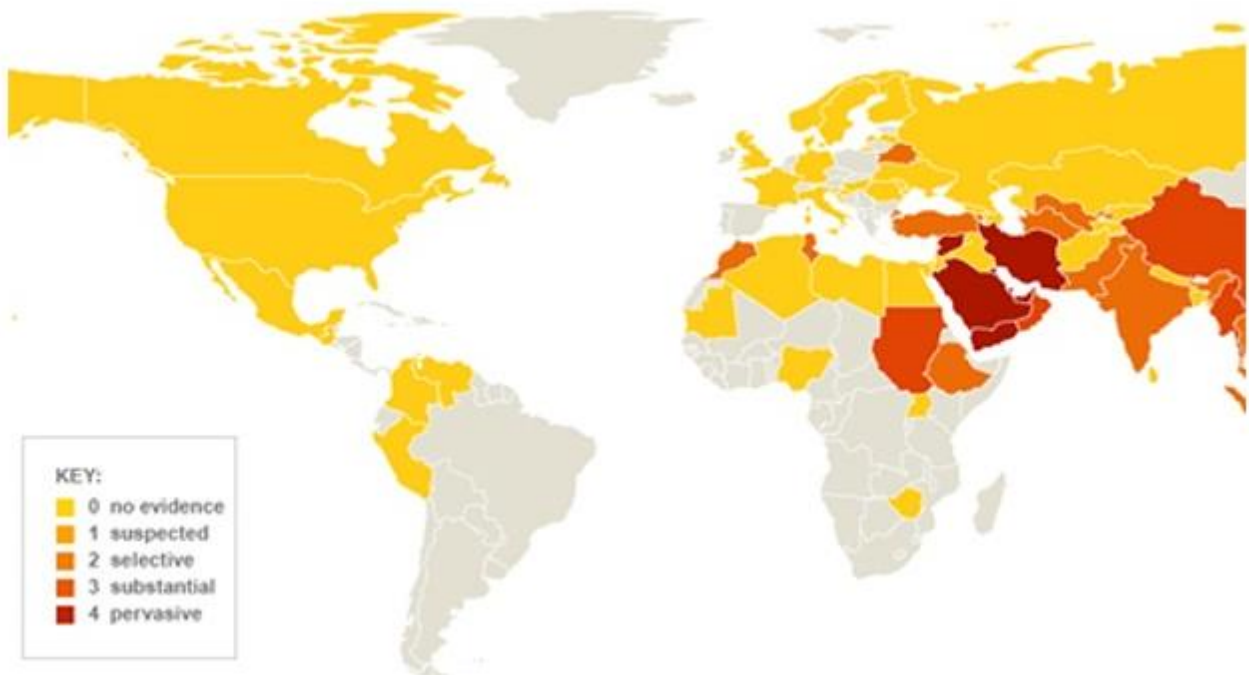 KEY:
0 no evidence
1 suspected
2 selective
3 substantial
4 pervasive